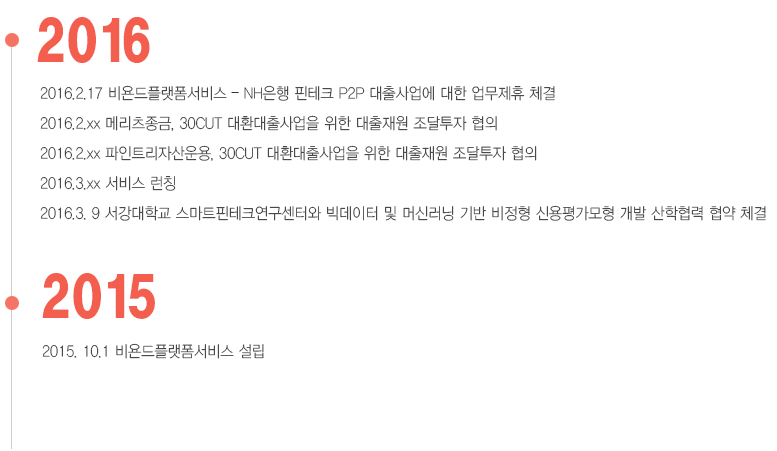 2016
2016.2.17 비욘드플랫폼서비스 - NH은행 핀테크 P2P 대출사업에 대한 업무제휴 체결
2016.2.xx 메리츠종금, 30CUT 대환대출사업을 위한 대출재원 조달투자 협의
2016.2.xx 파인트리자산운용, 30CUT 대환대출사업을 위한 대출재원 조달투자 협의
2016.3.xx 서비스 런칭
2016.3. 9 서강대학교 스마트핀테크연구센터와 빅데이터 및 머신러닝 기반 비정형 신용평가모형 개발 산학협력 협약 체결
2015
2015. 10.1 비욘드플랫폼서비스 설립